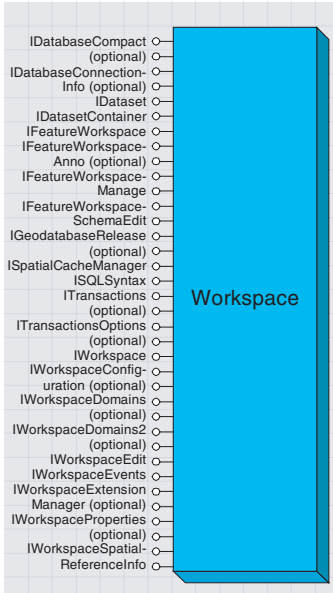 IDatabaseCompact
(optional)
IDatabaseConnection-
Info (optional)
IDataset
IDatasetContainer
IFeatureWorkspace
IFeatureWorkspace-
Anno (optional)
IFeatureWorkspace-
Manage
IFeatureWorkspace-
SchemaEdit
IGeodatabaseRelease
(optional)
ISpatialCacheManager
ISQLSyntax
ITransactions
(optional)
ITransactionsOptions
(optional)
IWorkspace
IWorkspaceConfig-
uration (optional)
IWorkspaceDomains
(optional)
IWorkspaceDomains2
(optional)
IWorkspaceEdit
IWorkspaceEvents
IWorkspaceExtension
Manager (optional)
IWorkspaceProperties
(optional)
IWorkspaceSpatial-
ReferenceInfo
Workspace